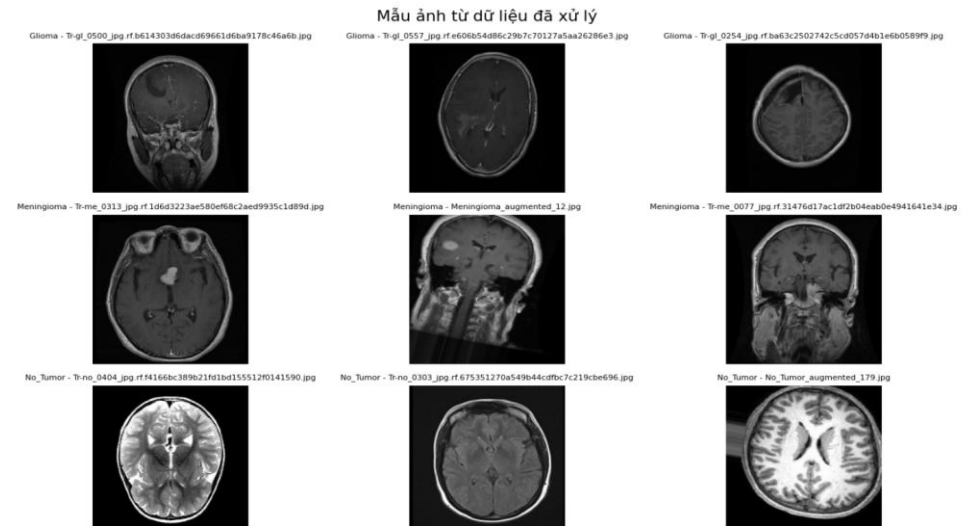 Mẫu ảnh từ dữ liệu đã xử lý
Glioma - Tr-gl_0500_jpg.rf.b614303d6dacd69661d6ba9178c46a6b.jpg
Glioma - Tr-gl_0557_jpg.rf.e606b54d86c29b7c70127a5aa26286e3.jpg
Glioma - Tr-gl_0254_jpg.rf.ba63c2502742c5cd057d4b1e6b0589f9.jpg
Meningioma - Tr-me_0313_jpg.rf.1d6d3223ae580ef68c2aed9935c1d89d.jpg
Meningioma - Meningioma_augmented_12.jpg
Meningioma - Tr-me_0077_jpg.rf.31476d17ac1df2b04eab0e4941641e34.jpg
No_Tumor - Tr-no_0404_jpg.rf.f4166bc389b21fd1bd155512f0141590.jpg
No_Tumor - Tr-no_0303_jpg.rf.675351270a549b44cdfbc7c219cbe696.jpg
No_Tumor - No_Tumor_augmented_179.jpg